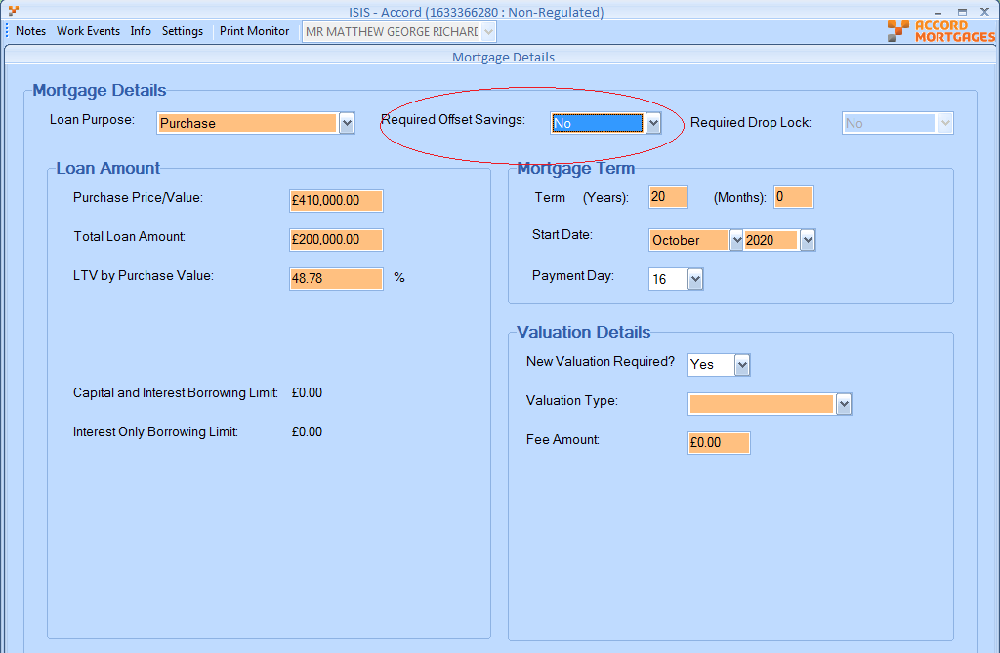 ISIS - Accord (1633366280 : Non-Regulated)
Notes Work Events Info Settings Print Monitor MR MATTHEW GEORGE RICHARD
ACCORD
MORTGAGES
Mortgage Details
Mortgage Details
Loan Purpose: Purchase Required Offset Savings: No Required Drop Lock: No
Loan Amount
Purchase Price/Value: £410,000.00
Total Loan Amount: £200,000.00
LTV by Purchase Value: 48.78 %
Capital and Interest Borrowing Limit: £0.00
Interest Only Borrowing Limit: £0.00
Mortgage Term
Term (Years): 20 (Months): 0
Start Date: October 2020
Payment Day: 16
Valuation Details
New Valuation Required? Yes
Valuation Type:
Fee Amount: £0.00